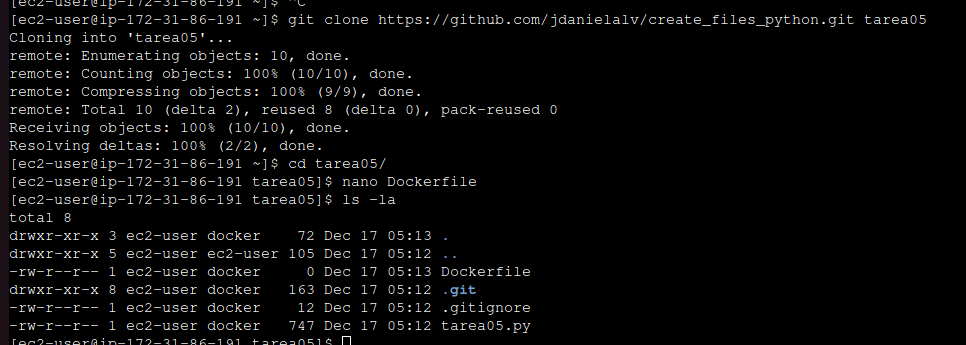 [ec2-user@ip-172-31-86-191 ~]$ ^C
[ec2-user@ip-172-31-86-191 ~]$ git clone https://github.com/jdanielalv/create_files_python.git tarea05
Cloning into 'tarea05'...
remote: Enumerating objects: 10, done.
remote: Counting objects: 100% (10/10), done.
remote: Compressing objects: 100% (9/9), done.
remote: Total 10 (delta 2), reused 8 (delta 0), pack-reused 0
Receiving objects: 100% (10/10), done.
Resolving deltas: 100% (2/2), done.
[ec2-user@ip-172-31-86-191 ~]$ cd tarea05/
[ec2-user@ip-172-31-86-191 tarea05]$ nano Dockerfile
[ec2-user@ip-172-31-86-191 tarea05]$ ls -la
total 8
drwxr-xr-x 3 ec2-user docker    72 Dec 17 05:13 .
drwxr-xr-x 5 ec2-user ec2-user 105 Dec 17 05:12 ..
-rw-r--r-- 1 ec2-user docker     0 Dec 17 05:13 Dockerfile
drwxr-xr-x 8 ec2-user docker   163 Dec 17 05:12 .git
-rw-r--r-- 1 ec2-user docker    12 Dec 17 05:12 .gitignore
-rw-r--r-- 1 ec2-user docker   747 Dec 17 05:12 tarea05.py
[ec2-user@ip-172-31-86-191 tarea05]$